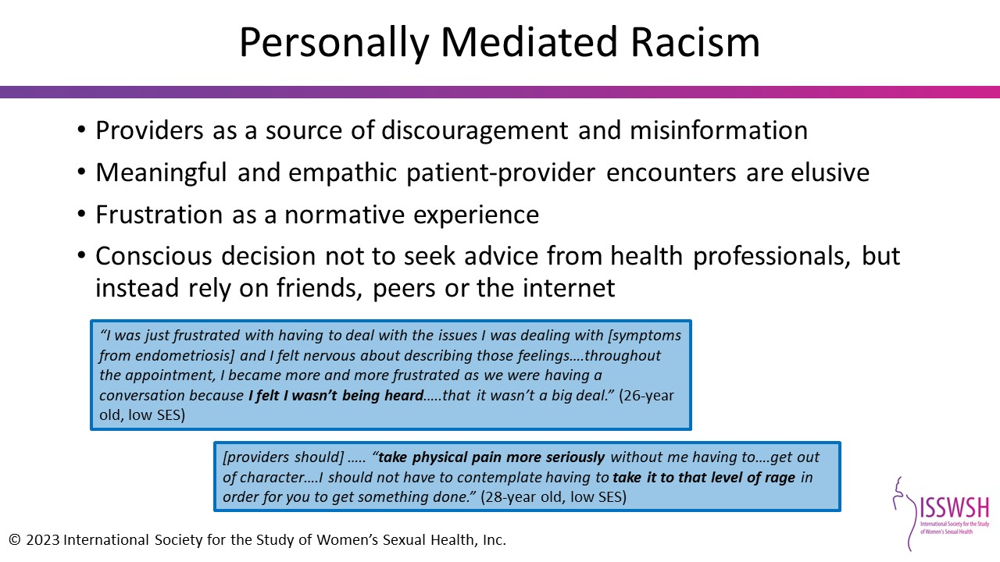 Personally Mediated Racism
• Providers as a source of discouragement and misinformation
• Meaningful and empathic patient-provider encounters are elusive
• Frustration as a normative experience
• Conscious decision not to seek advice from health professionals, but
instead rely on friends, peers or the internet
“I was just frustrated with having to deal with the issues I was dealing with [symptoms
from endometriosis] and I felt nervous about describing those feelings....throughout
the appointment, I became more and more frustrated as we were having a
conversation because I felt I wasn’t being heard.....that it wasn’t a big deal.” (26-year
old, low SES)
[providers should] ..... “take physical pain more seriously without me having to....get out
of character....I should not have to contemplate having to take it to that level of rage in
order for you to get something done.” (28-year old, low SES)
ISSWSH
International Society for the Study
of Women's Sexual Health
© 2023 International Society for the Study of Women’s Sexual Health, Inc.